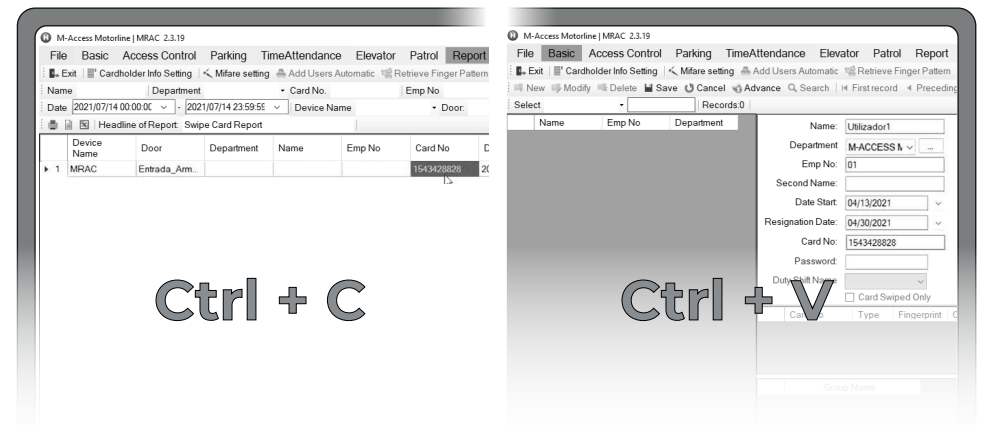 M-Access Motorline | MRAC 2.3.19
File Basic Access Control Parking TimeAttendance Elevator Patrol Report
Exit Cardholder Info Setting Mifare setting Add Users Automatic Retrieve Finger Pattern
Name Department Card No. Emp No
Date 2021/07/14 00:00:0C - 2021/07/14 23:59:59 Device Name Door:
Headline of Report: Swipe Card Report
Device Name Door Department Name Emp No Card No
1 MRAC Entrada_Arm... 1543428828 20
Ctrl + C
M-Access Motorline | MRAC 2.3.19
File Basic Access Control Parking TimeAttendance Elevator Patrol Report
Exit Cardholder Info Setting Mifare setting Add Users Automatic Retrieve Finger Pattern
New Modify Delete Save Cancel Advance Search First record Preceding
Select Records:0
Name Emp No Department
Name: Utilizador1
Department M-ACCESS M ...
Emp No: 01
Second Name:
Date Start: 04/13/2021
Resignation Date: 04/30/2021
Card No: 1543428828
Password:
Duty Shift Name
Card Swiped Only
Card No Type Fingerprint
Group Name
Ctrl + V